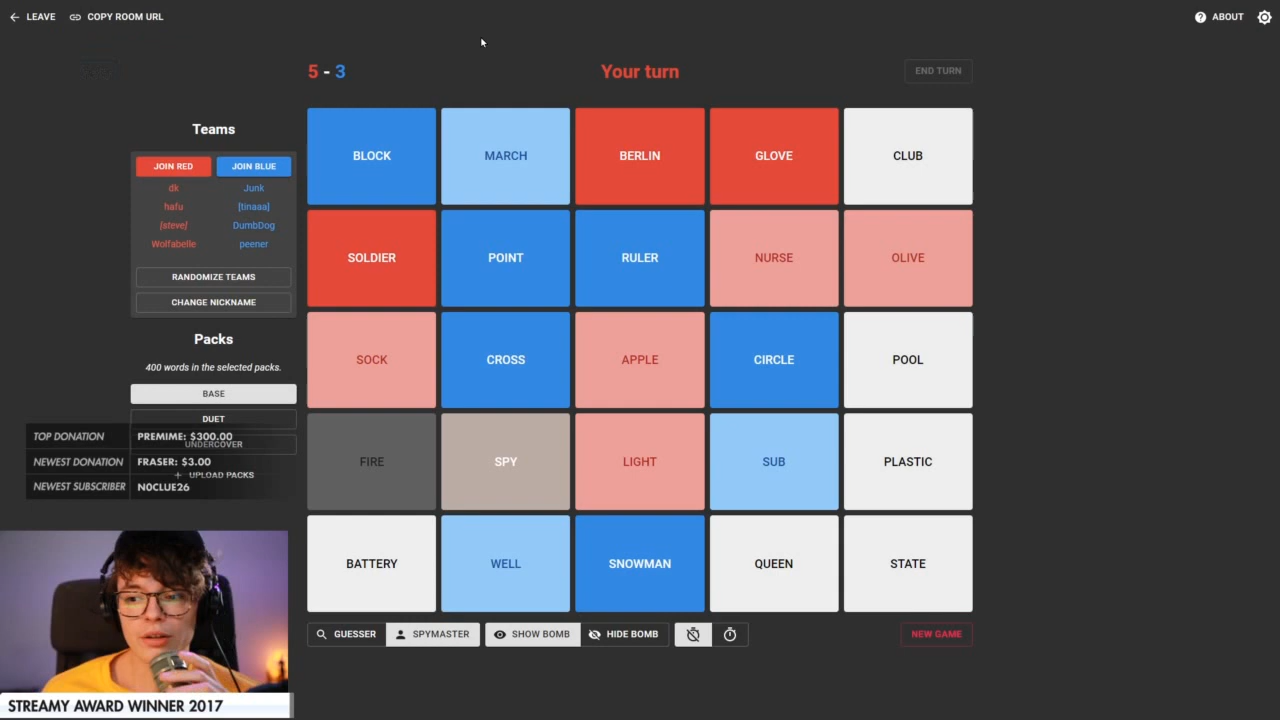 LEAVE
COPY ROOM URL
ABOUT
5 - 3
Your turn
END TURN
Teams
JOIN RED
JOIN BLUE
dk
Junk
hafu
[tinaaa]
[steve]
DumbDog
Wolfabelle
peener
RANDOMIZE TEAMS
CHANGE NICKNAME
Packs
400 words in the selected packs.
BASE
DUET
UNDERCOVER
+ UPLOAD PACKS
TOP DONATION PREMIME: $300.00
NEWEST DONATION FRASER: $3.00
NEWEST SUBSCRIBER N0CLUE26
BLOCK
MARCH
BERLIN
GLOVE
CLUB
SOLDIER
POINT
RULER
NURSE
OLIVE
SOCK
CROSS
APPLE
CIRCLE
POOL
FIRE
SPY
LIGHT
SUB
PLASTIC
BATTERY
WELL
SNOWMAN
QUEEN
STATE
GUESSER
SPYMASTER
SHOW BOMB
HIDE BOMB
NEW GAME
STREAMY AWARD WINNER 2017